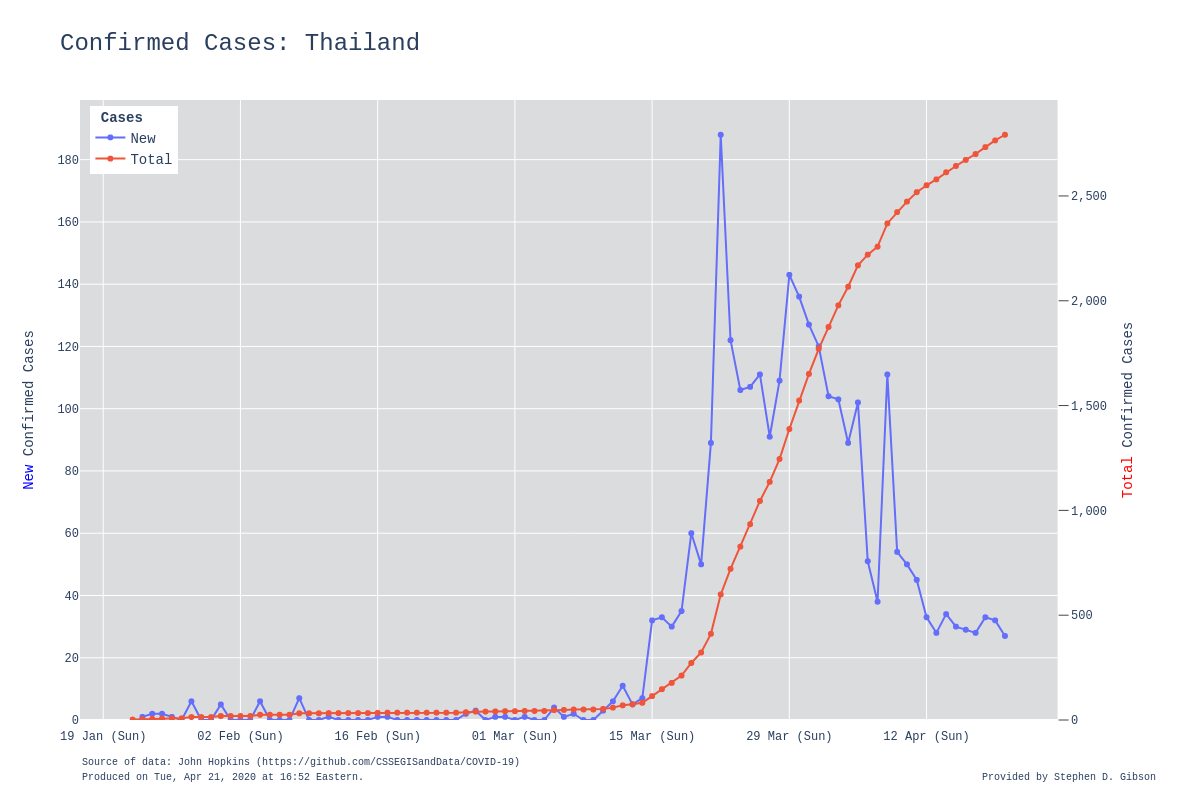 Confirmed Cases: Thailand
Cases
New
Total
180
160
140
120
100
80
60
40
20
0
New Confirmed Cases
2,500
2,000
1,500
1,000
500
0
Total Confirmed Cases
19 Jan (Sun)
02 Feb (Sun)
16 Feb (Sun)
01 Mar (Sun)
15 Mar (Sun)
29 Mar (Sun)
12 Apr (Sun)
Source of data: John Hopkins (https://github.com/CSSEGISandData/COVID-19)
Produced on Tue, Apr 21, 2020 at 16:52 Eastern.
Provided by Stephen D. Gibson